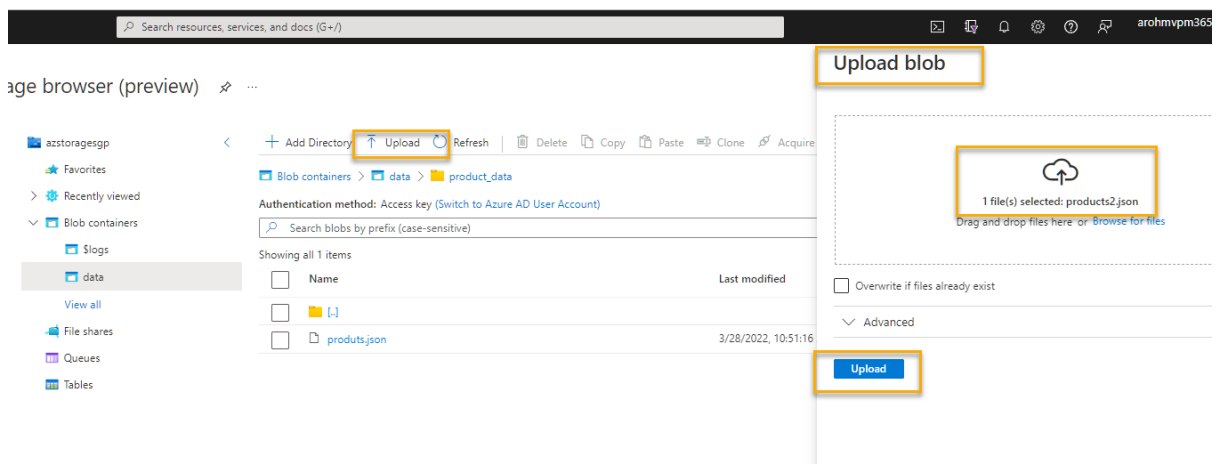 Search resources, services, and docs (G+/)
arohmvpm365
age browser (preview)
...
azstoragesgp
Favorites
Recently viewed
Blob containers
$logs
data
View all
File shares
Queues
Tables
Add Directory Upload Refresh Delete Copy Paste Clone Acquire
Blob containers > data > product_data
Authentication method: Access key (Switch to Azure AD User Account)
Search blobs by prefix (case-sensitive)
Showing all 1 items
Name Last modified
[..]
produts.json 3/28/2022, 10:51:16
Upload blob
1 file(s) selected: products2.json
Drag and drop files here or Browse for files
Overwrite if files already exist
Advanced
Upload